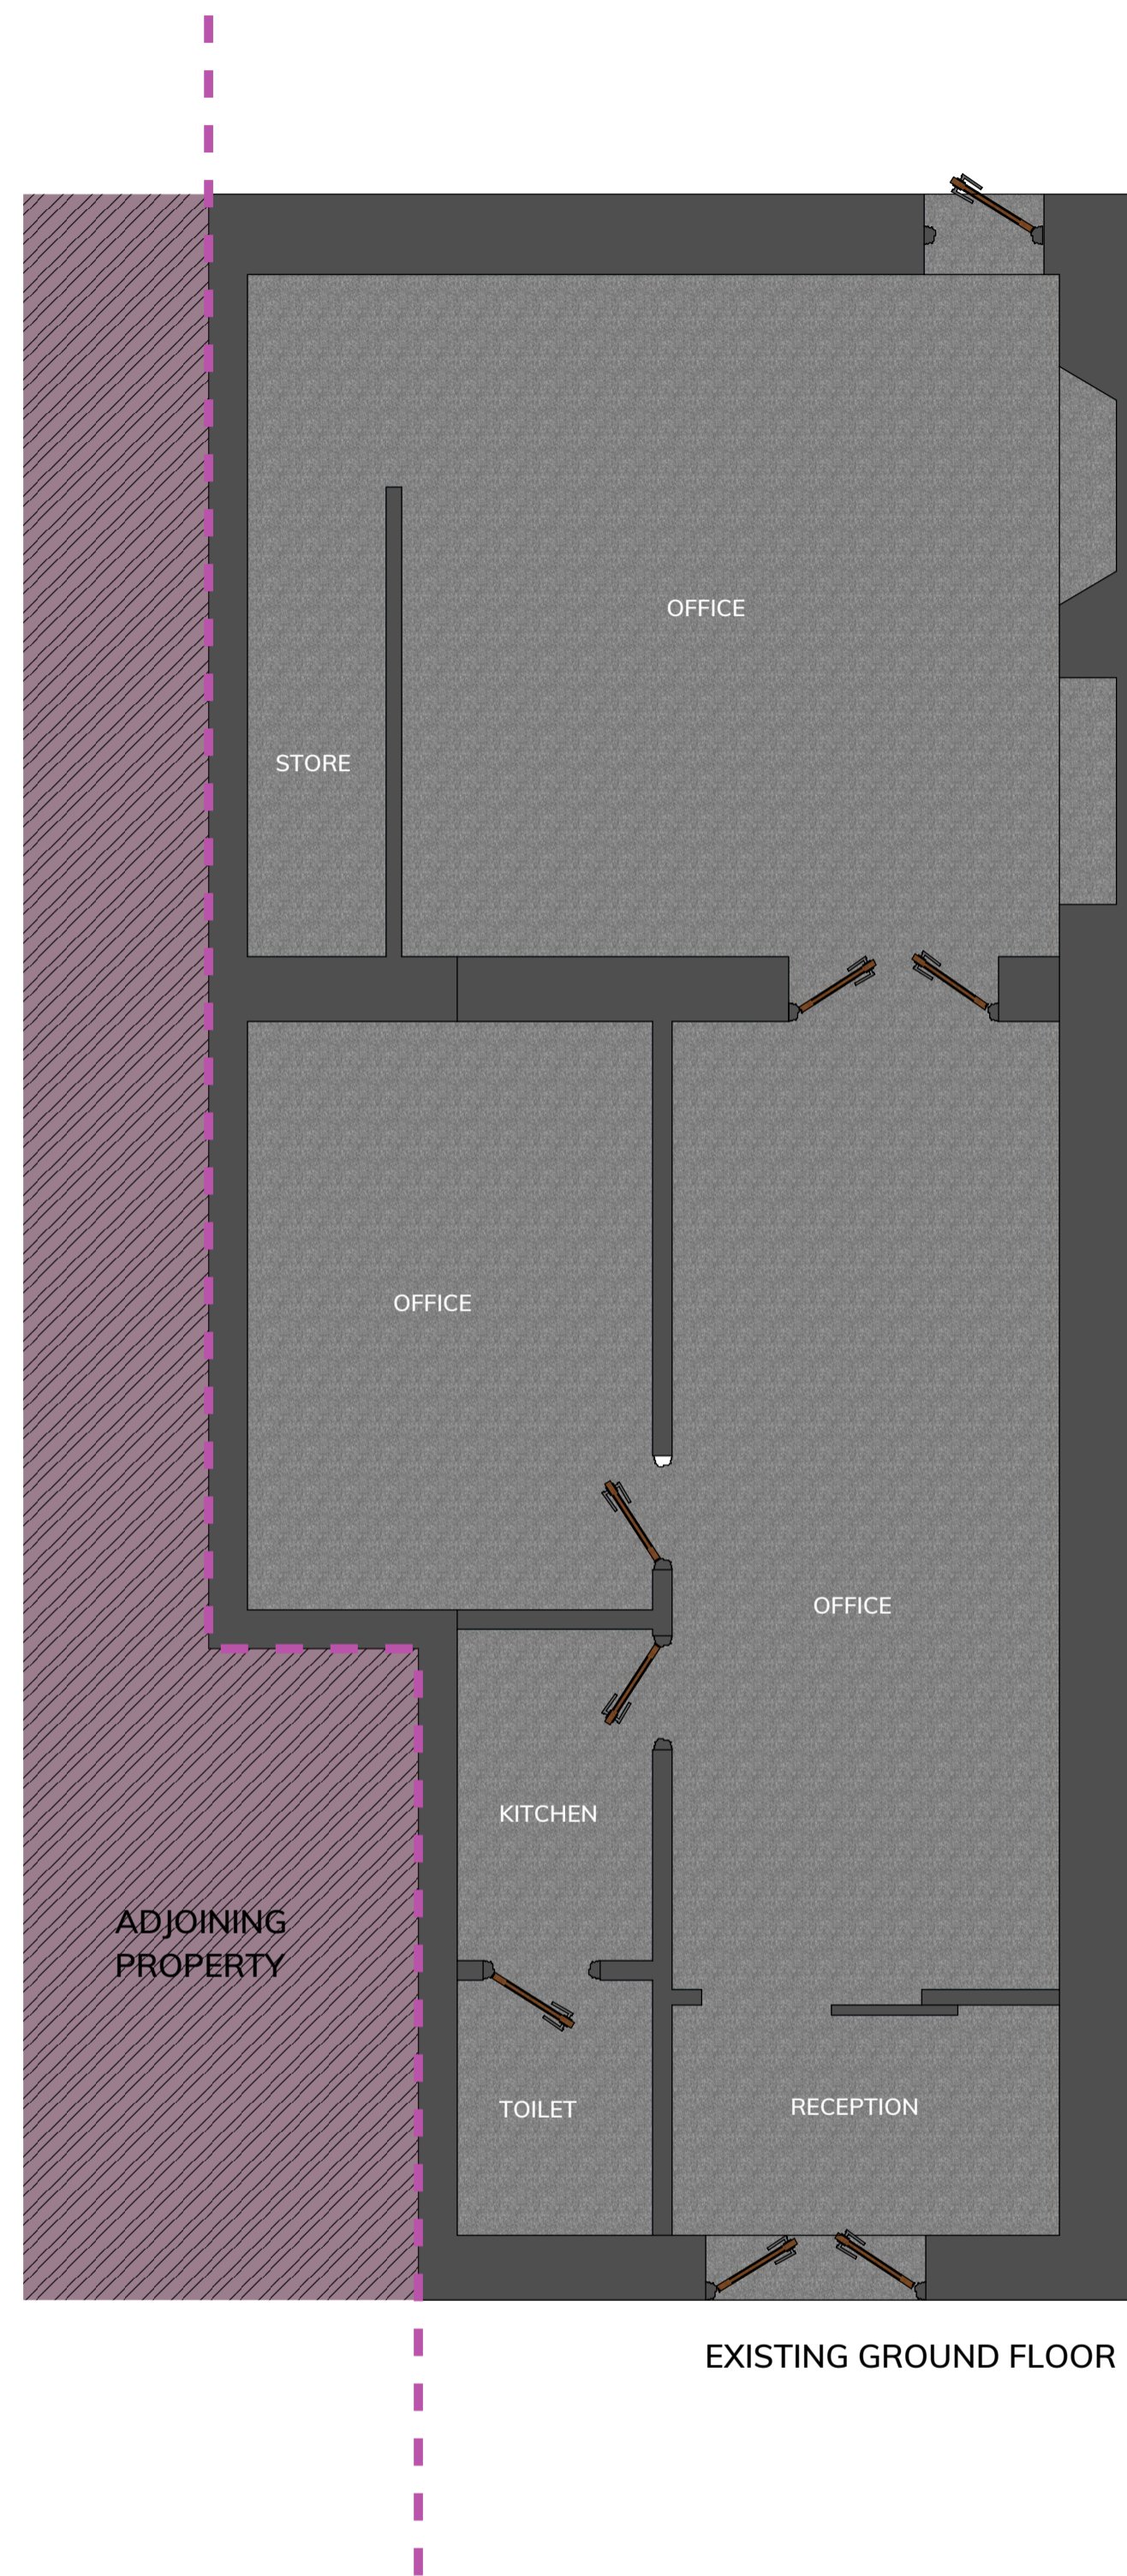 OFFICE
STORE
OFFICE
OFFICE
KITCHEN
ADJOINING
PROPERTY
TOILET
RECEPTION
EXISTING GROUND FLOOR